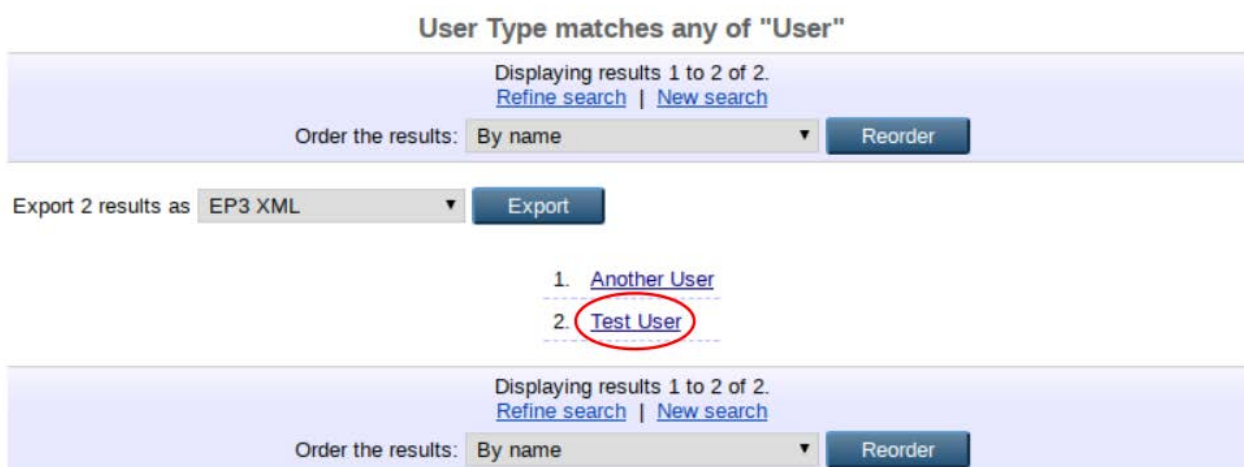 User Type matches any of "User"
Displaying results 1 to 2 of 2.
Refine search | New search
Order the results: By name Reorder
Export 2 results as EP3 XML Export
1. Another User
2. Test User
Displaying results 1 to 2 of 2.
Refine search | New search
Order the results: By name Reorder